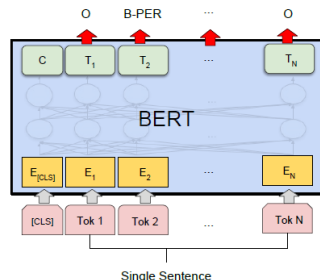 O B-PER ... O
C T1 T2 ... TN
BERT
E[CLS] E1 E2 ... EN
[CLS] Tok 1 Tok 2 ... Tok N
Single Sentence